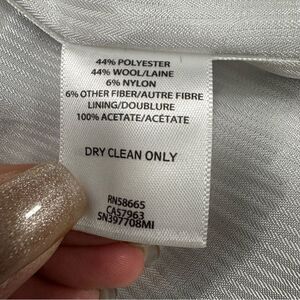 44% POLYESTER
44% WOOL/LAINE
6% NYLON
6% OTHER FIBER/AUTRE FIBRE
LINING/DOUBLURE
100% ACETATE/ACÉTATE
DRY CLEAN ONLY
RN58665
CA57963
SN397708MI